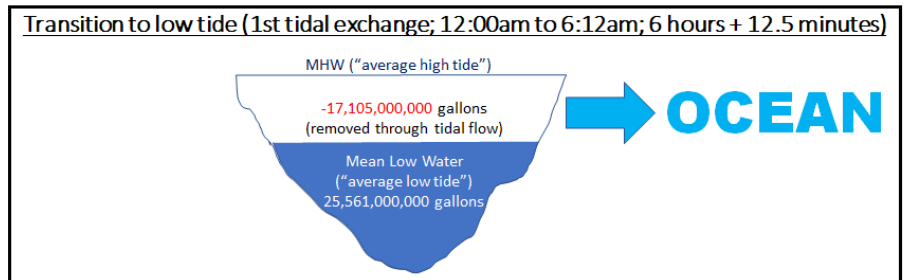 Transition to low tide (1st tidal exchange; 12:00am to 6:12am; 6 hours + 12.5 minutes)
MHW (“average high tide”)
-17,105,000,000 gallons
(removed through tidal flow)
OCEAN
Mean Low Water
(“average low tide”)
25,561,000,000 gallons